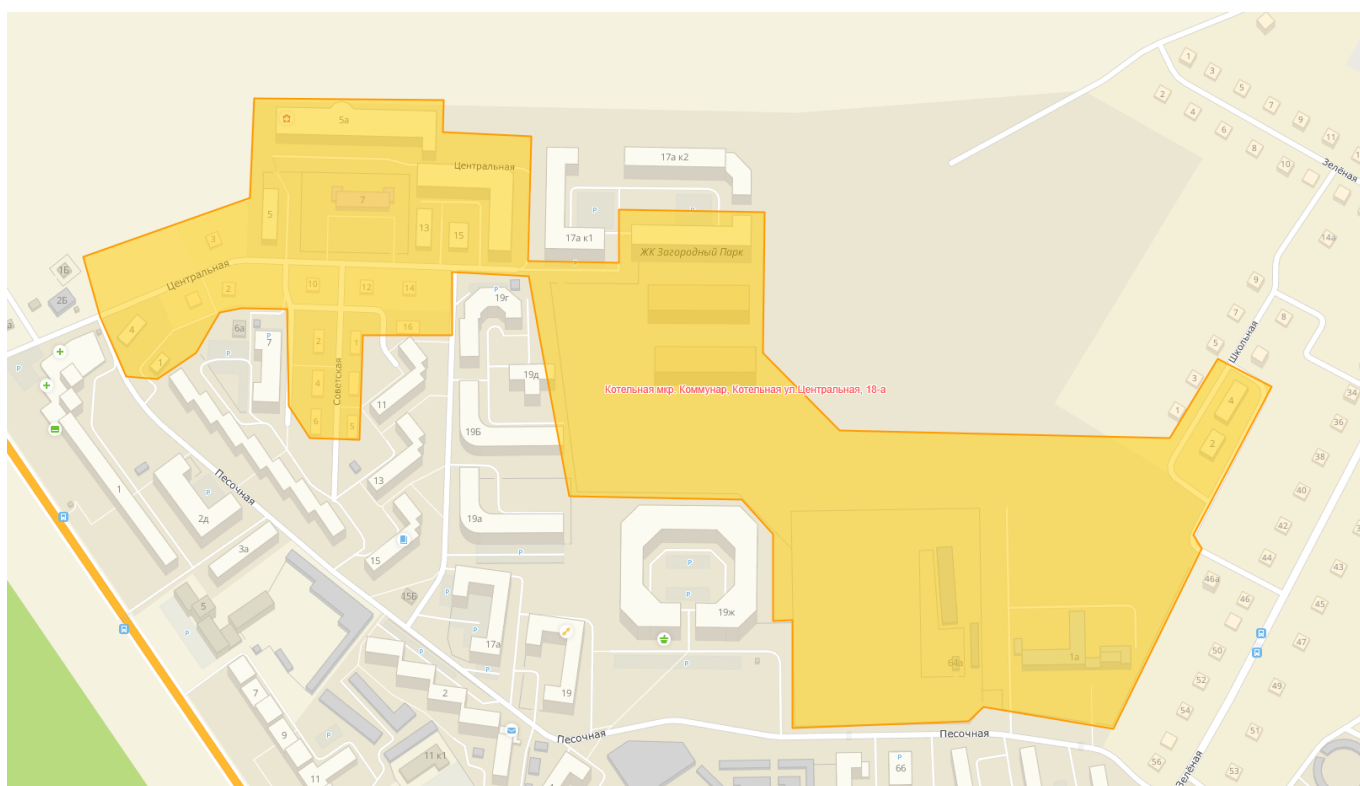 1
3
2
5
4
7
6
9
8
11
10
Зелёная
14а
5а
Центральная
17а к2
7
5
13
15
17а к1
P
P
3
ЖК Загородный Парк
1Б
2Б
Центральная
2
10
12
14
19г
P
16
6а
P
7
P
4
1
2
1
Советская
4
6
5
11
19д
19Б
Котельная мкр. Коммунар, Котельная ул.Центральная, 18-а
9
7
8
5
Школьная
3
1
4
2
34
36
38
40
42
44
43
46а
46
45
47
50
52
49
54
51
56
53
Зелёная
P
1
2д
P
Песочная
3а
13
15
19а
P
15Б
5
P
P
P
19ж
P
P
17а
P
P
19
2
64а
1а
7
9
11
P
11 к1
Песочная
Песочная
66
P